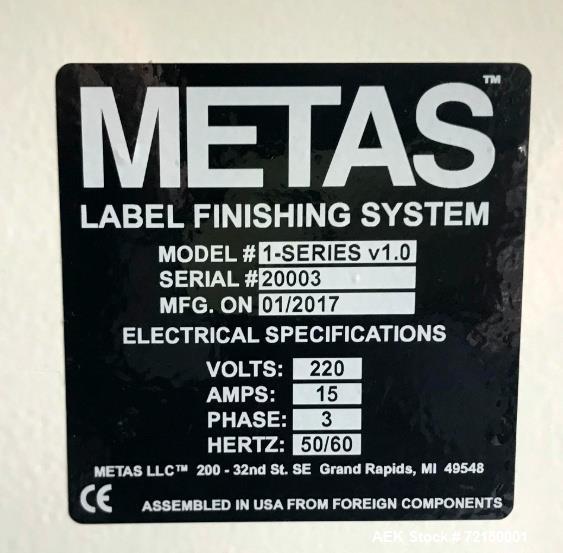 METAS™
LABEL FINISHING SYSTEM
MODEL # 1-SERIES v1.0
SERIAL # 20003
MFG. ON 01/2017
ELECTRICAL SPECIFICATIONS
VOLTS: 220
AMPS: 15
PHASE: 3
HERTZ: 50/60
METAS LLC™ 200 - 32nd St. SE Grand Rapids, MI 49548
CE ASSEMBLED IN USA FROM FOREIGN COMPONENTS
AEK Stock # 72160001